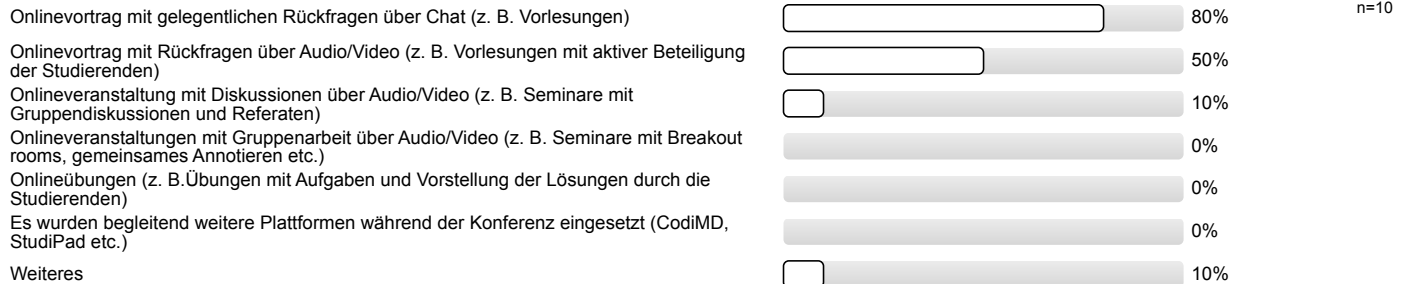 Onlinevortrag mit gelegentlichen Rückfragen über Chat (z. B. Vorlesungen) 80% n=10
Onlinevortrag mit Rückfragen über Audio/Video (z. B. Vorlesungen mit aktiver Beteiligung
der Studierenden) 50%
Onlineveranstaltung mit Diskussionen über Audio/Video (z. B. Seminare mit
Gruppendiskussionen und Referaten) 10%
Onlineveranstaltungen mit Gruppenarbeit über Audio/Video (z. B. Seminare mit Breakout
rooms, gemeinsames Annotieren etc.) 0%
Onlineübungen (z. B.Übungen mit Aufgaben und Vorstellung der Lösungen durch die
Studierenden) 0%
Es wurden begleitend weitere Plattformen während der Konferenz eingesetzt (CodiMD,
StudiPad etc.) 0%
Weiteres 10%